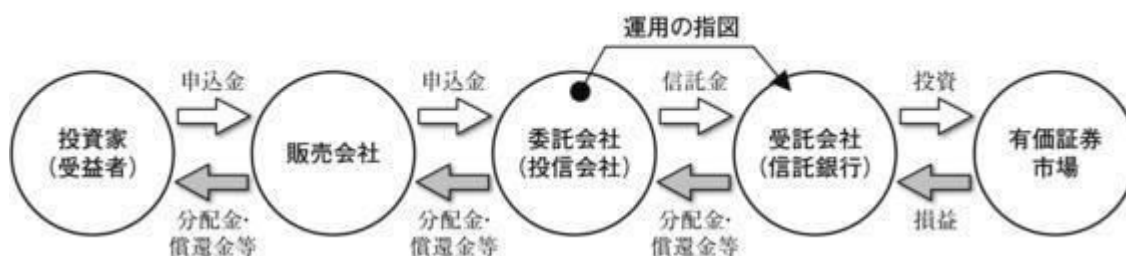 運用の指図
申込金
申込金
信託金
投資
投資家
(受益者)
販売会社
委託会社
(投信会社)
受託会社
(信託銀行)
有価証券
市場
分配金・
償還金等
分配金・
償還金等
分配金・
償還金等
損益